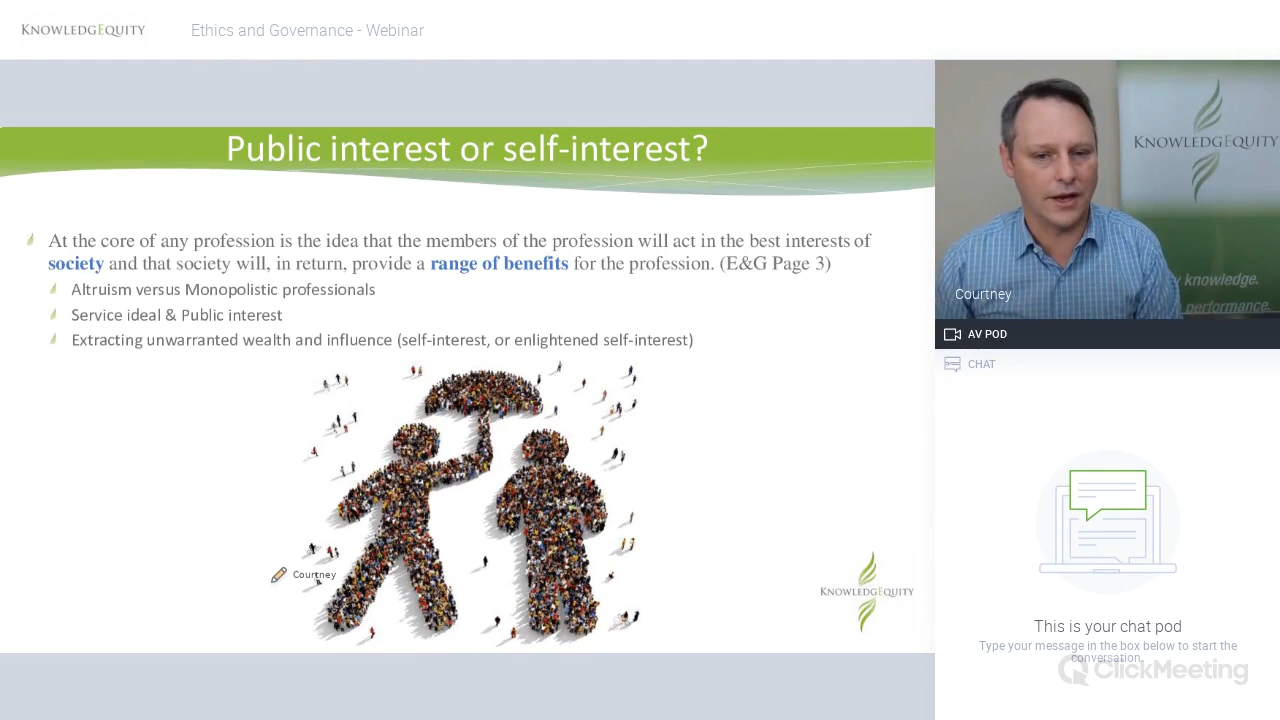 KNOWLEDGEQUITY
Ethics and Governance - Webinar
Public interest or self-interest?
At the core of any profession is the idea that the members of the profession will act in the best interests of
society and that society will, in return, provide a range of benefits for the profession. (E&G Page 3)
Altruism versus Monopolistic professionals
Service ideal & Public interest
Extracting unwarranted wealth and influence (self-interest, or enlightened self-interest)
Courtney
KNOWLEDGEQUITY
KNOWLEDGEQUITY
knowledge.
performance.
Courtney
AV POD
CHAT
This is your chat pod
Type your message in the box below to start the
conversation.
ClickMeeting